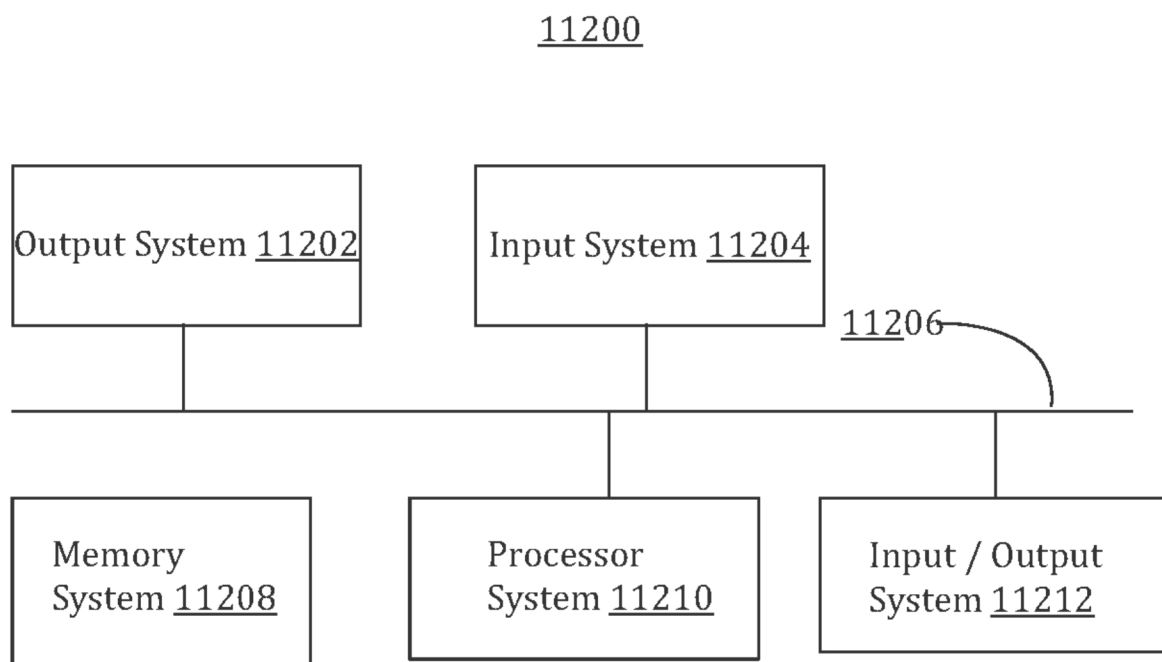 11200
Output System 11202
Input System 11204
11206
Memory
System 11208
Processor
System 11210
Input / Output
System 11212